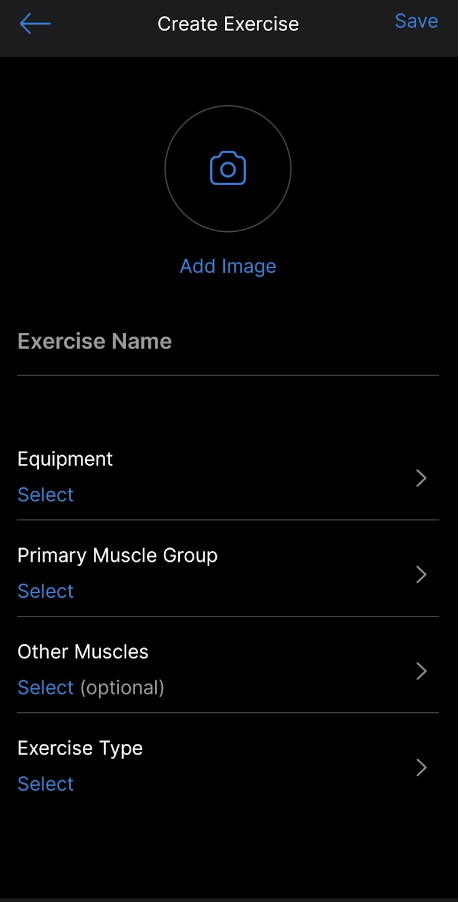 Create Exercise
Save
Add Image
Exercise Name
Equipment
Select
Primary Muscle Group
Select
Other Muscles
Select (optional)
Exercise Type
Select